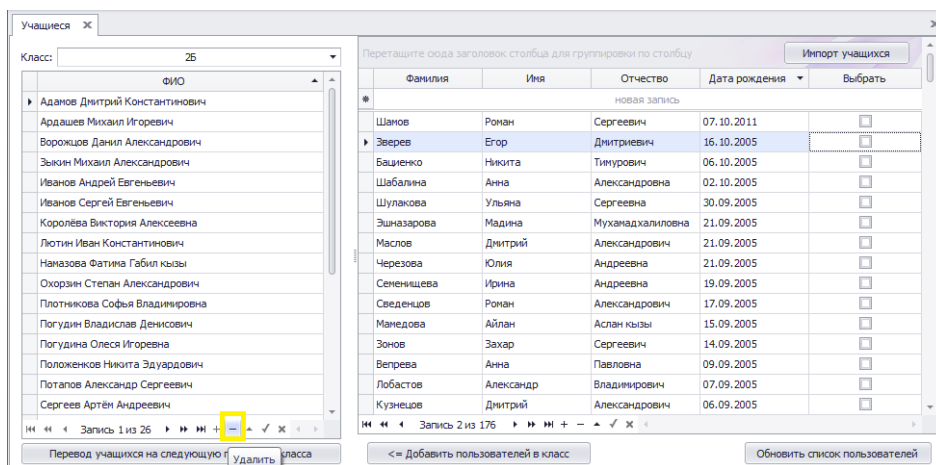 Учащиеся
Класс: 2Б
ФИО
Адамов Дмитрий Константинович
Ардашев Михаил Игоревич
Ворожцов Данил Александрович
Зыкин Михаил Александрович
Иванов Андрей Евгеньевич
Иванов Сергей Евгеньевич
Королёва Виктория Алексеевна
Лютин Иван Константинович
Намазова Фатима Габил кызы
Охорзин Степан Александрович
Плотникова Софья Владимировна
Погудин Владислав Денисович
Погудина Олеся Игоревна
Положенков Никита Эдуардович
Потапов Александр Сергеевич
Сергеев Артём Андреевич
Запись 1 из 26
Перевод учащихся на следующую класса
Удалить
Перетащите сюда заголовок столбца для группировки по столбцу
Импорт учащихся
Фамилия Имя Отчество Дата рождения Выбрать
новая запись
Шамов Роман Сергеевич 07.10.2011
Зверев Егор Дмитриевич 16.10.2005
Бациенко Никита Тимурович 06.10.2005
Шабалина Анна Александровна 02.10.2005
Шулакова Ульяна Сергеевна 30.09.2005
Эшназарова Мадина Муханадхалиловна 21.09.2005
Маслов Дмитрий Александрович 21.09.2005
Черезова Юлия Андреевна 21.09.2005
Семенищева Ирина Андреевна 19.09.2005
Сведенцов Роман Александрович 17.09.2005
Мамедова Айлан Аслан кызы 15.09.2005
Зонов Захар Сергеевич 14.09.2005
Вепрева Анна Павловна 09.09.2005
Лобастов Александр Владимирович 07.09.2005
Кузнецов Дмитрий Александрович 06.09.2005
Запись 2 из 176
<= Добавить пользователей в класс
Обновить список пользователей